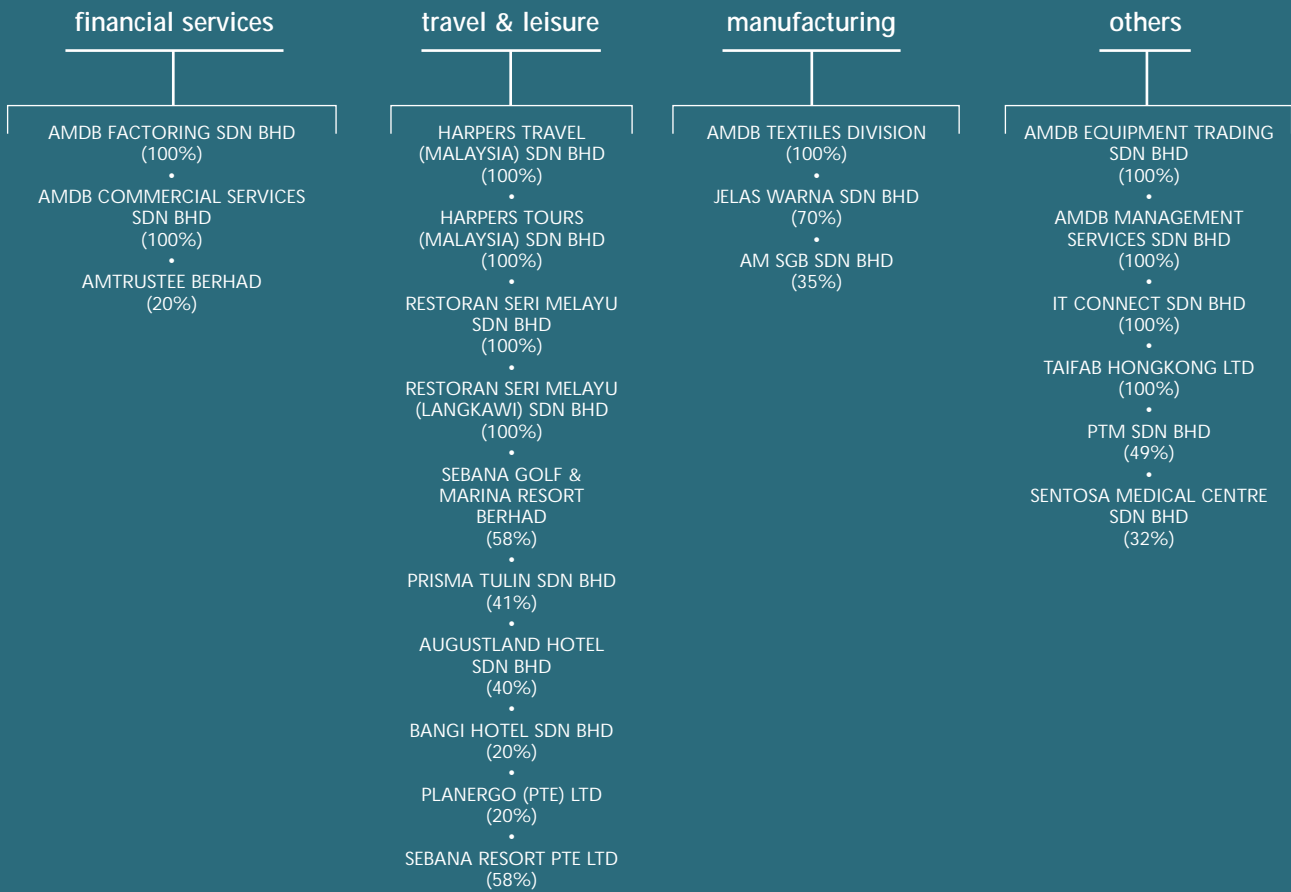 financial services
AMDB FACTORING SDN BHD
(100%)
•
AMDB COMMERCIAL SERVICES
SDN BHD
(100%)
•
AMTRUSTEE BERHAD
(20%)
travel & leisure
HARPERS TRAVEL
(MALAYSIA) SDN BHD
(100%)
•
HARPERS TOURS
(MALAYSIA) SDN BHD
(100%)
•
RESTORAN SERI MELAYU
SDN BHD
(100%)
•
RESTORAN SERI MELAYU
(LANGKAWI) SDN BHD
(100%)
•
SEBANA GOLF &
MARINA RESORT
BERHAD
(58%)
•
PRISMA TULIN SDN BHD
(41%)
•
AUGUSTLAND HOTEL
SDN BHD
(40%)
•
BANGI HOTEL SDN BHD
(20%)
•
PLANERGO (PTE) LTD
(20%)
•
SEBANA RESORT PTE LTD
(58%)
manufacturing
AMDB TEXTILES DIVISION
(100%)
•
JELAS WARNA SDN BHD
(70%)
•
AM SGB SDN BHD
(35%)
others
AMDB EQUIPMENT TRADING
SDN BHD
(100%)
•
AMDB MANAGEMENT
SERVICES SDN BHD
(100%)
•
IT CONNECT SDN BHD
(100%)
•
TAIFAB HONGKONG LTD
(100%)
•
PTM SDN BHD
(49%)
•
SENTOSA MEDICAL CENTRE
SDN BHD
(32%)